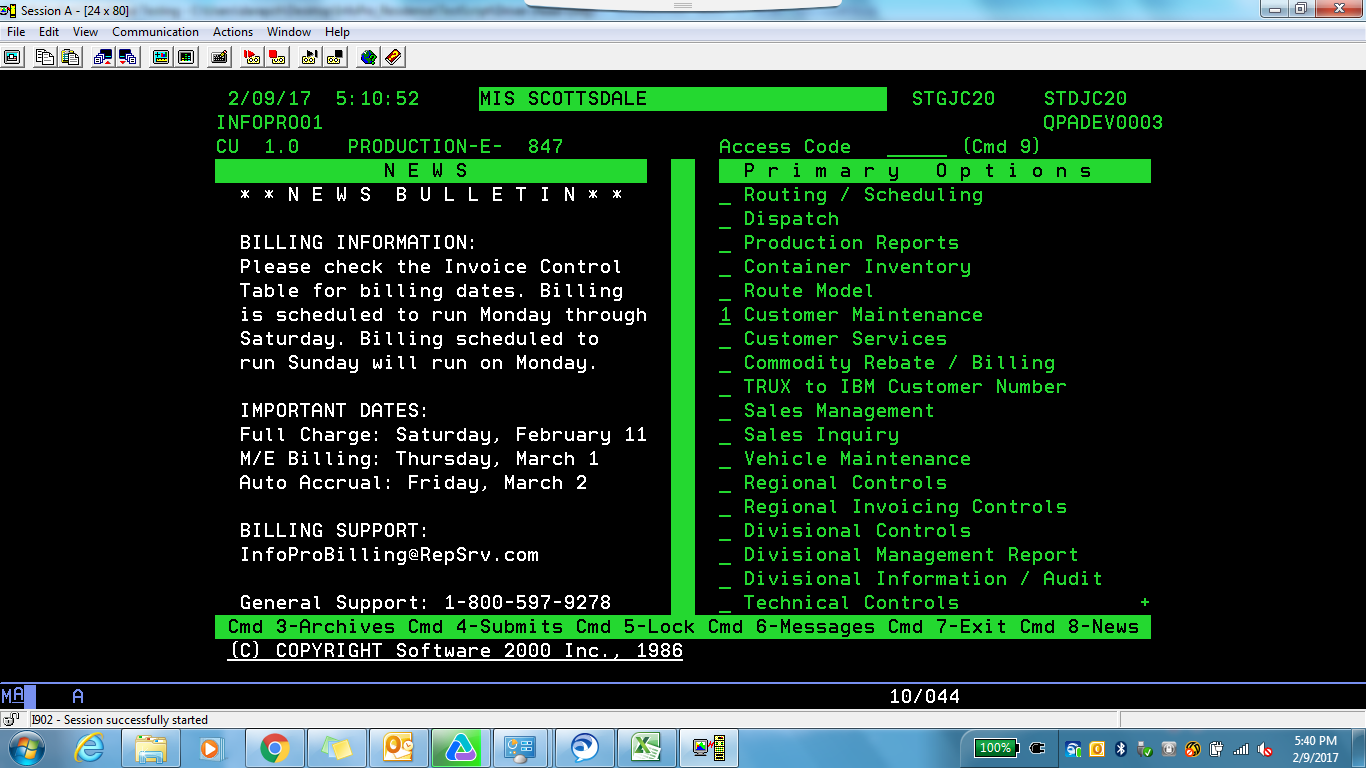 Session A - [24 x 80]
File Edit View Communication Actions Window Help
2/09/17 5:10:52 MIS SCOTTSDALE STGJC20 STDJC20
INFOPRO01 QPADEV0003
CU 1.0 PRODUCTION-E- 847 Access Code ______ (Cmd 9)
N E W S P r i m a r y O p t i o n s
* * N E W S B U L L E T I N * * _ Routing / Scheduling
_ Dispatch
BILLING INFORMATION: _ Production Reports
Please check the Invoice Control _ Container Inventory
Table for billing dates. Billing _ Route Model
is scheduled to run Monday through 1 Customer Maintenance
Saturday. Billing scheduled to _ Customer Services
run Sunday will run on Monday. _ Commodity Rebate / Billing
_ TRUX to IBM Customer Number
IMPORTANT DATES: _ Sales Management
Full Charge: Saturday, February 11 _ Sales Inquiry
M/E Billing: Thursday, March 1 _ Vehicle Maintenance
Auto Accrual: Friday, March 2 _ Regional Controls
_ Regional Invoicing Controls
BILLING SUPPORT: _ Divisional Controls
InfoProBilling@RepSrv.com _ Divisional Management Report
_ Divisional Information / Audit
General Support: 1-800-597-9278 _ Technical Controls +
Cmd 3-Archives Cmd 4-Submits Cmd 5-Lock Cmd 6-Messages Cmd 7-Exit Cmd 8-News
(C) COPYRIGHT Software 2000 Inc., 1986
MA A 10/044
I902 - Session successfully started
100% 5:40 PM
2/9/2017